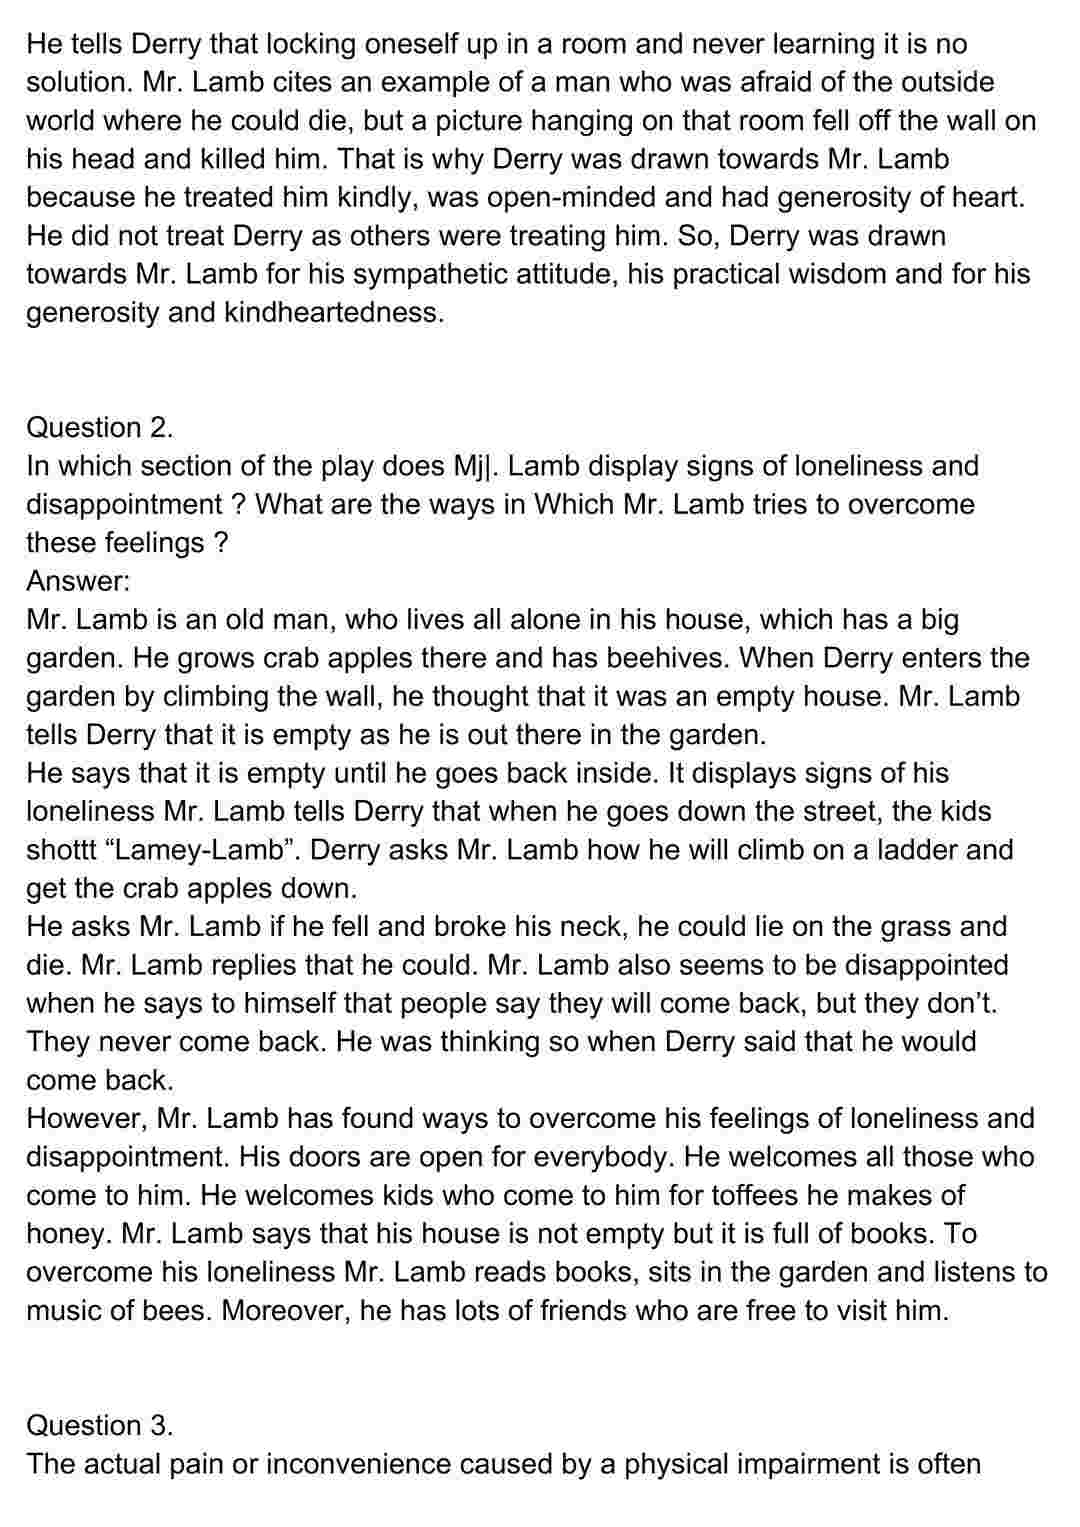 He tells Derry that locking oneself up in a room and never learning it is no
solution. Mr. Lamb cites an example of a man who was afraid of the outside
world where he could die, but a picture hanging on that room fell off the wall on
his head and killed him. That is why Derry was drawn towards Mr. Lamb
because he treated him kindly, was open-minded and had generosity of heart.
He did not treat Derry as others were treating him. So, Derry was drawn
towards Mr. Lamb for his sympathetic attitude, his practical wisdom and for his
generosity and kindheartedness.
Question 2.
In which section of the play does Mj|. Lamb display signs of loneliness and
disappointment ? What are the ways in Which Mr. Lamb tries to overcome
these feelings ?
Answer:
Mr. Lamb is an old man, who lives all alone in his house, which has a big
garden. He grows crab apples there and has beehives. When Derry enters the
garden by climbing the wall, he thought that it was an empty house. Mr. Lamb
tells Derry that it is empty as he is out there in the garden.
He says that it is empty until he goes back inside. It displays signs of his
loneliness Mr. Lamb tells Derry that when he goes down the street, the kids
shottt “Lamey-Lamb”. Derry asks Mr. Lamb how he will climb on a ladder and
get the crab apples down.
He asks Mr. Lamb if he fell and broke his neck, he could lie on the grass and
die. Mr. Lamb replies that he could. Mr. Lamb also seems to be disappointed
when he says to himself that people say they will come back, but they don’t.
They never come back. He was thinking so when Derry said that he would
come back.
However, Mr. Lamb has found ways to overcome his feelings of loneliness and
disappointment. His doors are open for everybody. He welcomes all those who
come to him. He welcomes kids who come to him for toffees he makes of
honey. Mr. Lamb says that his house is not empty but it is full of books. To
overcome his loneliness Mr. Lamb reads books, sits in the garden and listens to
music of bees. Moreover, he has lots of friends who are free to visit him.
Question 3.
The actual pain or inconvenience caused by a physical impairment is often